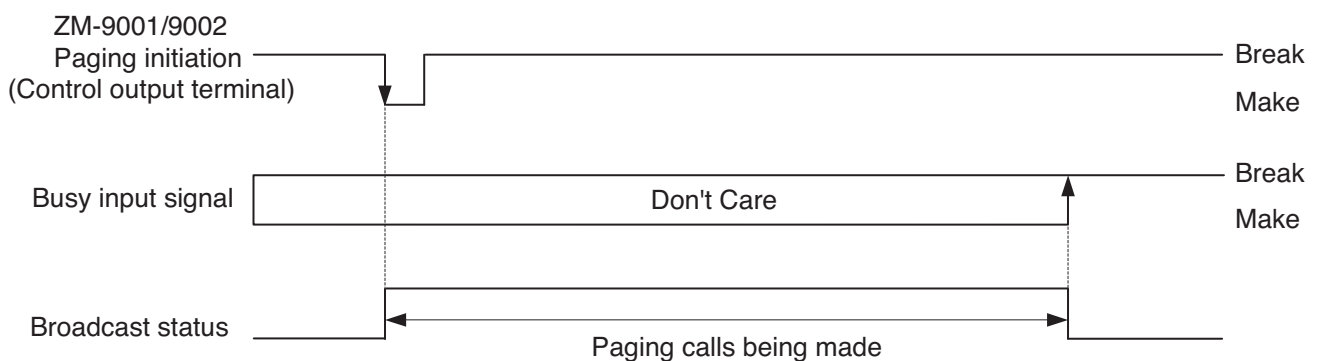 ZM-9001/9002
Paging initiation
(Control output terminal)
Break
Make
Busy input signal
Don't Care
Break
Make
Broadcast status
Paging calls being made